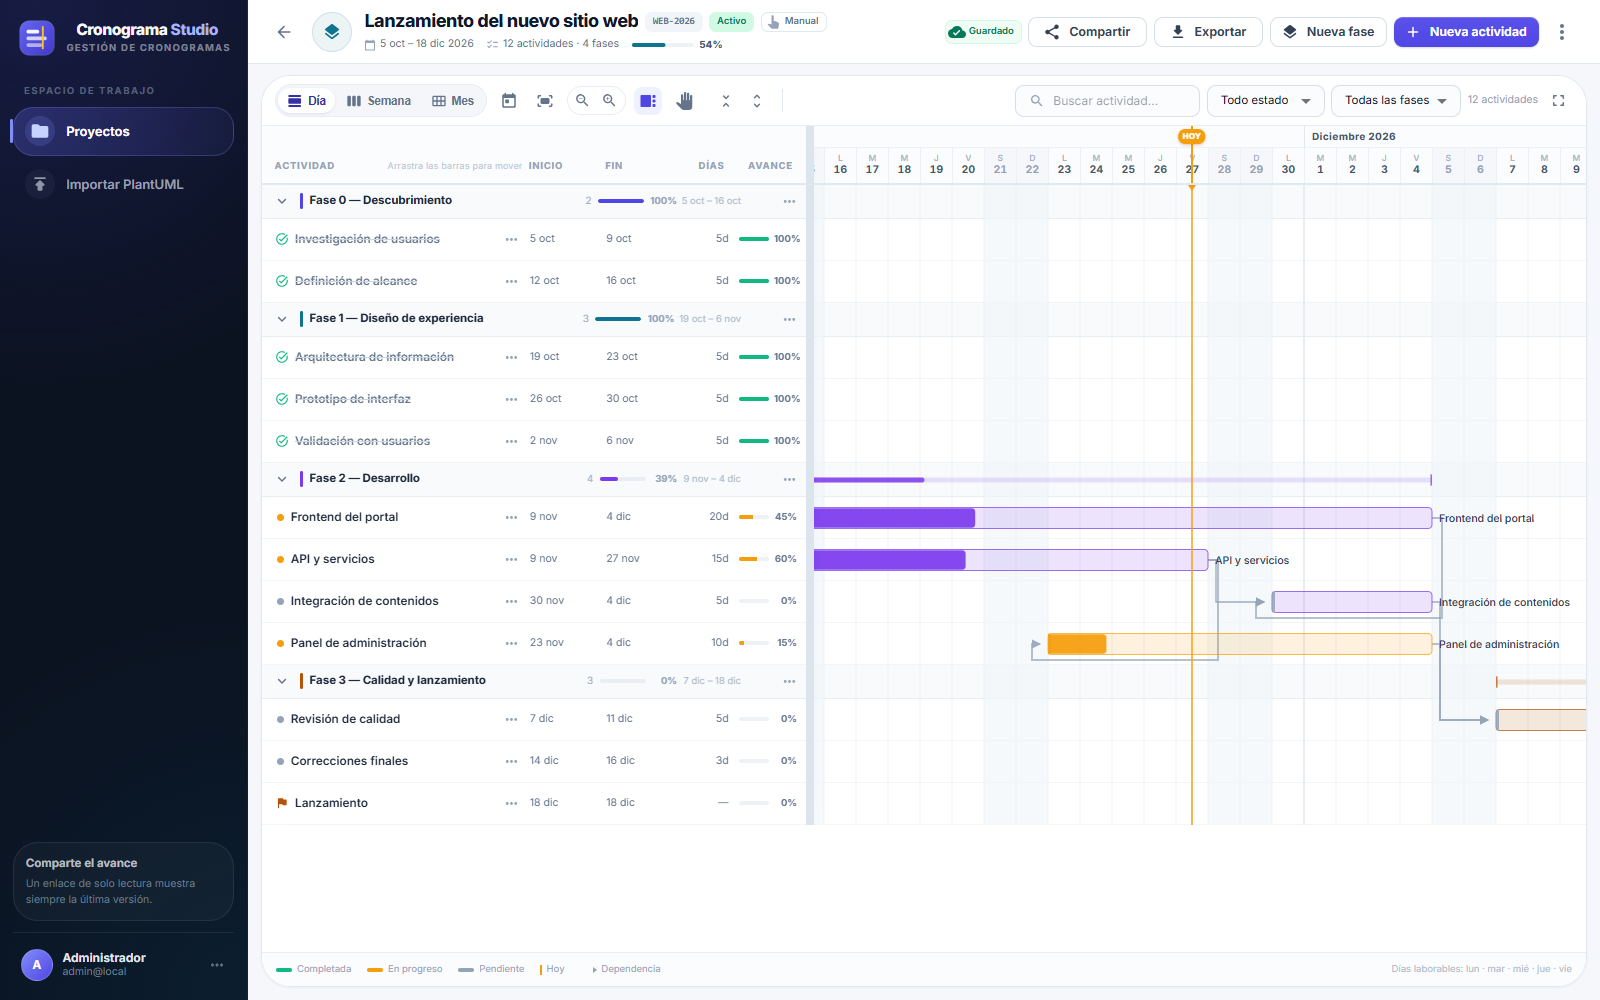 Cronograma Studio
GESTIÓN DE CRONOGRAMAS
ESPACIO DE TRABAJO
Proyectos
Importar PlantUML
Comparte el avance
Un enlace de solo lectura muestra
siempre la última versión.
A
Administrador
admin@local
Lanzamiento del nuevo sitio web WEB-2026 Activo Manual
5 oct – 18 dic 2026 12 actividades · 4 fases 54%
Guardado Compartir Exportar Nueva fase Nueva actividad
Día Semana Mes
Buscar actividad... Todo estado Todas las fases 12 actividades
HOY Diciembre 2026
ACTIVIDAD Arrastra las barras para mover INICIO FIN DÍAS AVANCE
L M M J V S D L M M J V S D L M M J V S D L M M
16 17 18 19 20 21 22 23 24 25 26 27 28 29 30 1 2 3 4 5 6 7 8 9
Fase 0 — Descubrimiento 2 100% 5 oct – 16 oct
Investigación de usuarios 5 oct 9 oct 5d 100%
Definición de alcance 12 oct 16 oct 5d 100%
Fase 1 — Diseño de experiencia 3 100% 19 oct – 6 nov
Arquitectura de información 19 oct 23 oct 5d 100%
Prototipo de interfaz 26 oct 30 oct 5d 100%
Validación con usuarios 2 nov 6 nov 5d 100%
Fase 2 — Desarrollo 4 39% 9 nov – 4 dic
Frontend del portal 9 nov 4 dic 20d 45% Frontend del portal
API y servicios 9 nov 27 nov 15d 60% API y servicios
Integración de contenidos 30 nov 4 dic 5d 0% Integración de contenidos
Panel de administración 23 nov 4 dic 10d 15% Panel de administración
Fase 3 — Calidad y lanzamiento 3 0% 7 dic – 18 dic
Revisión de calidad 7 dic 11 dic 5d 0%
Correcciones finales 14 dic 16 dic 3d 0%
Lanzamiento 18 dic 18 dic — 0%
Completada En progreso Pendiente Hoy Dependencia
Días laborables: lun · mar · mié · jue · vie